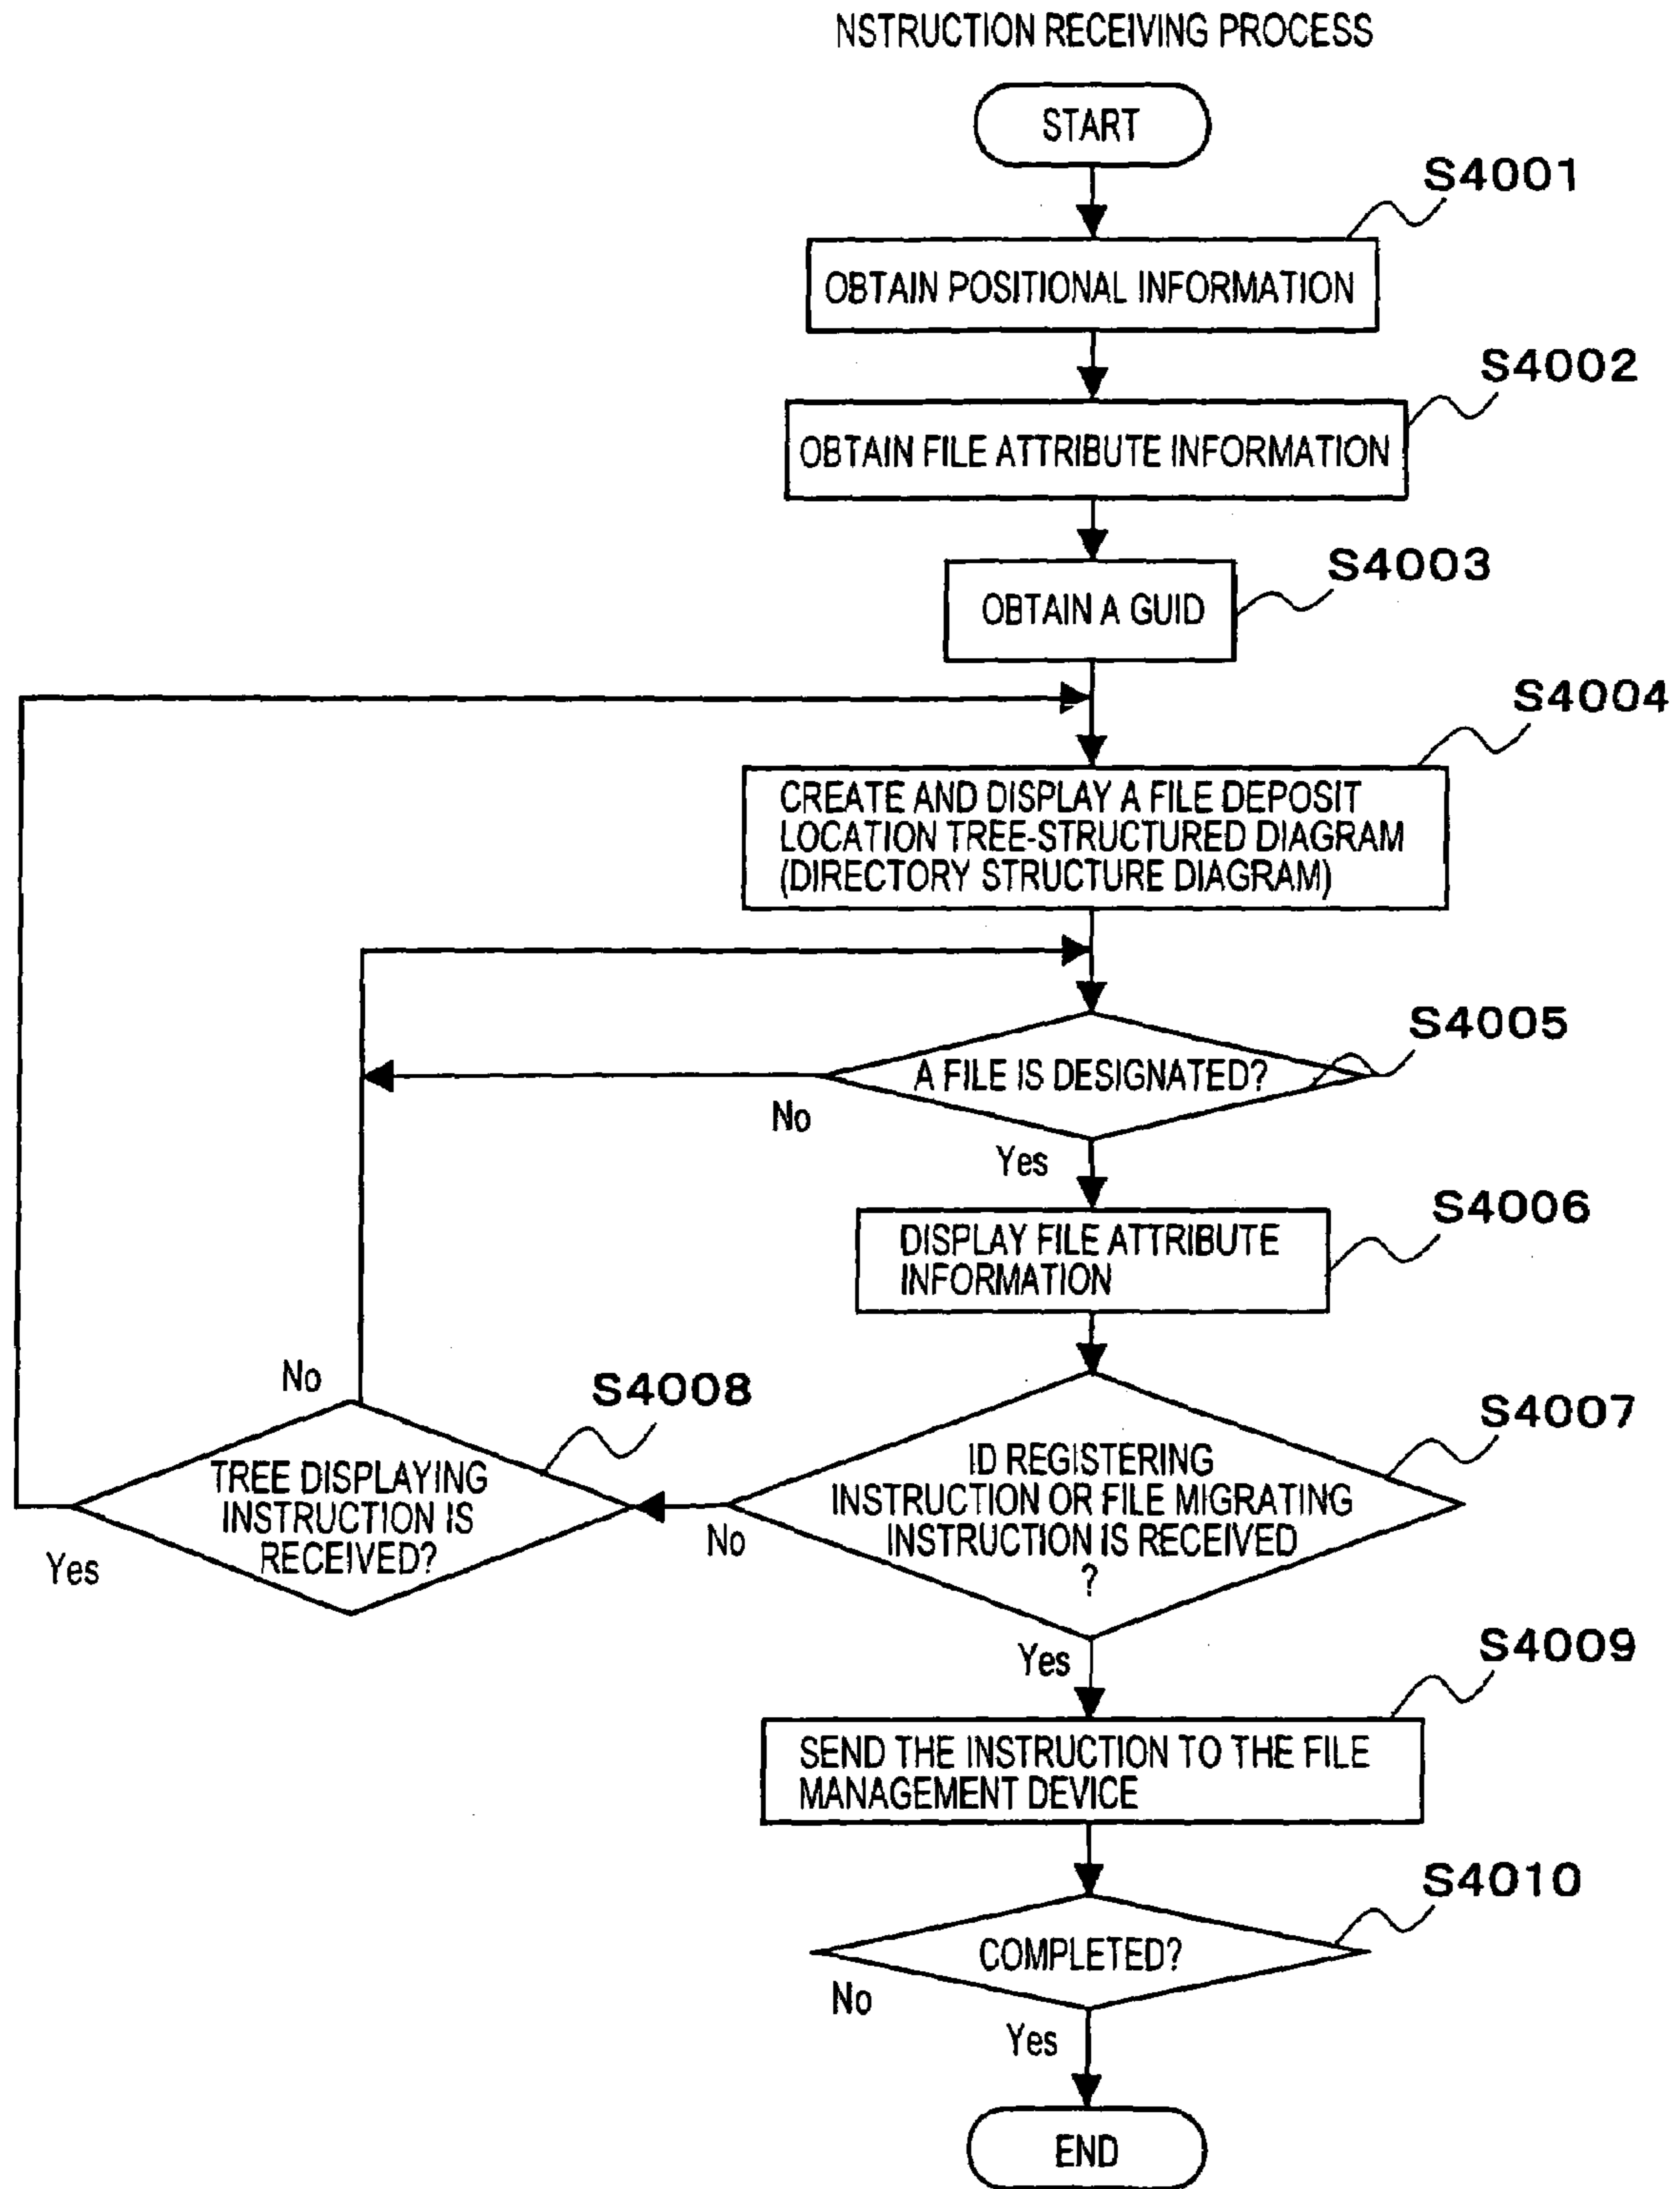 NSTRUCTION RECEIVING PROCESS
START
S4001
OBTAIN POSITIONAL INFORMATION
S4002
OBTAIN FILE ATTRIBUTE INFORMATION
S4003
OBTAIN A GUID
S4004
CREATE AND DISPLAY A FILE DEPOSIT
LOCATION TREE-STRUCTURED DIAGRAM
(DIRECTORY STRUCTURE DIAGRAM)
S4005
A FILE IS DESIGNATED?
No
Yes
S4006
DISPLAY FILE ATTRIBUTE
INFORMATION
S4007
ID REGISTERING
INSTRUCTION OR FILE MIGRATING
INSTRUCTION IS RECEIVED
?
No
Yes
S4008
No
TREE DISPLAYING
INSTRUCTION IS
RECEIVED?
Yes
S4009
SEND THE INSTRUCTION TO THE FILE
MANAGEMENT DEVICE
S4010
COMPLETED?
No
Yes
END